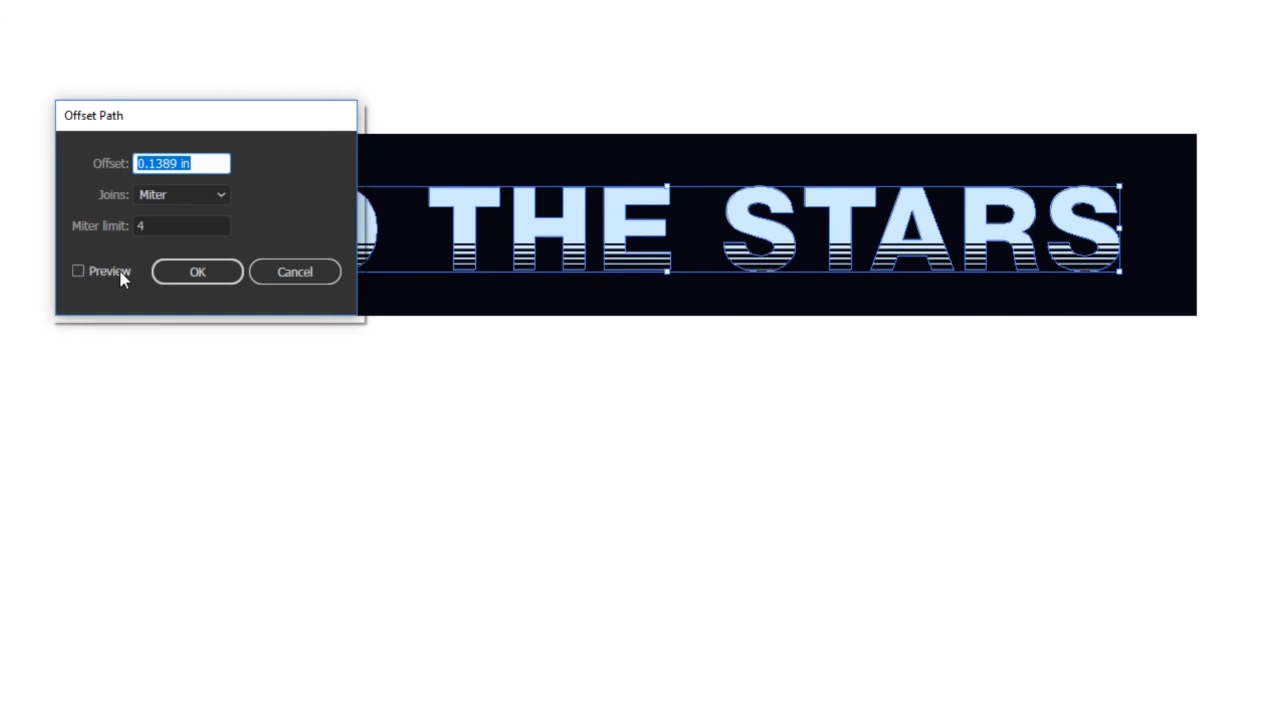 Offset Path
Offset: 0.1389 in
Joins: Miter
Miter limit: 4
Preview OK Cancel
THE STARS